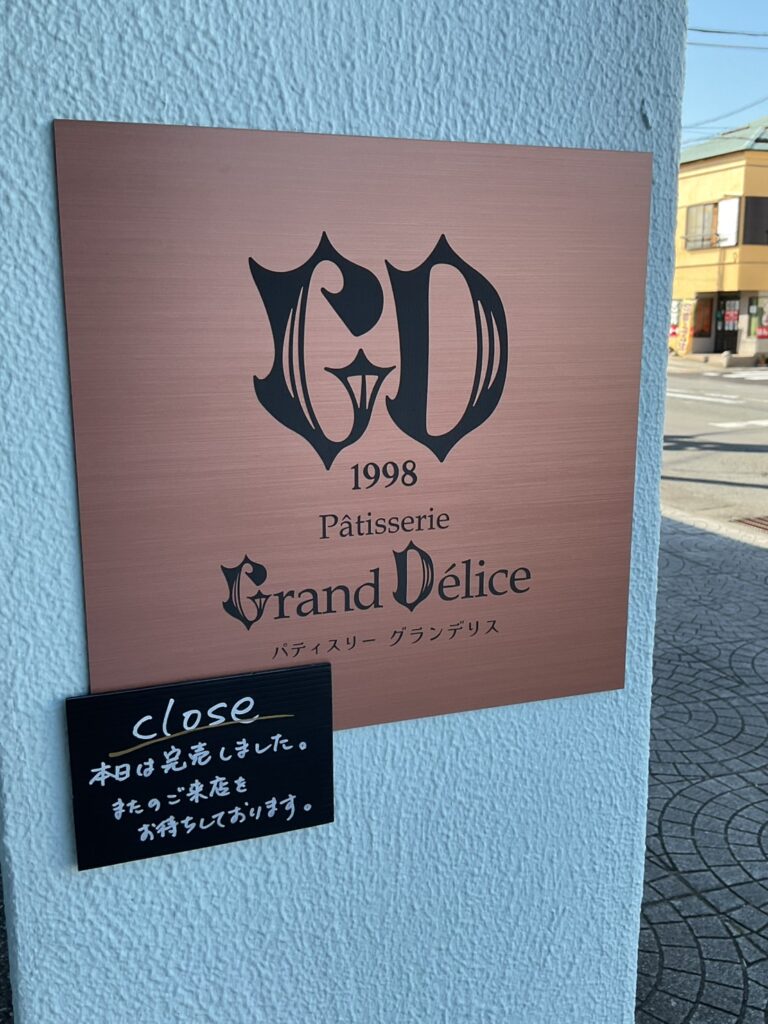 GD
1998
Pâtisserie
Grand Délice
パティスリー グランデリス
close
本日は完売しました。
またのご来店を
お待ちしております。